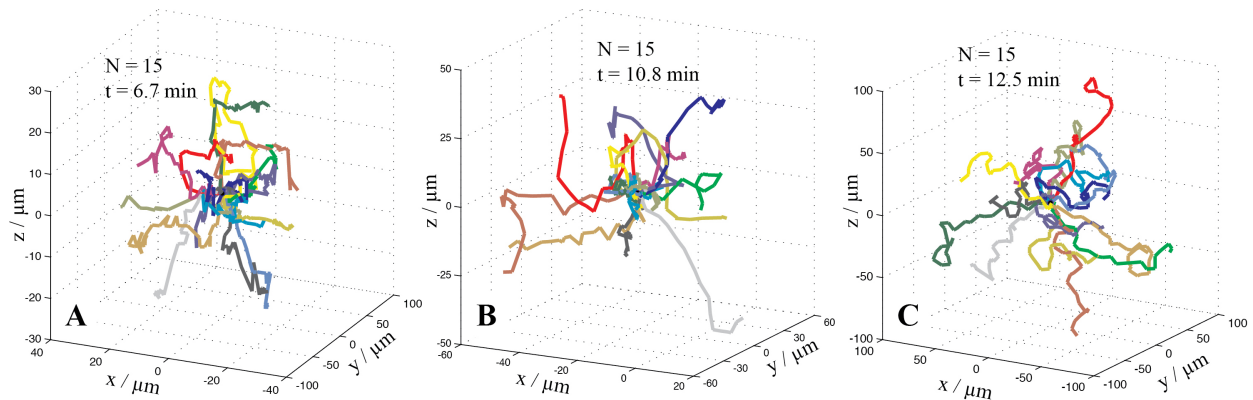 N = 15
t = 6.7 min
30
20
10
0
-10
-20
-30
z / µm
40
20
0
-20
-40
x / µm
-100
-50
0
50
100
y / µm
A
N = 15
t = 10.8 min
50
25
0
-25
-50
z / µm
-60
-40
-20
0
20
x / µm
-60
-30
0
30
60
y / µm
B
N = 15
t = 12.5 min
100
50
0
-50
-100
z / µm
100
50
0
-50
-100
x / µm
-100
-50
0
50
100
y / µm
C